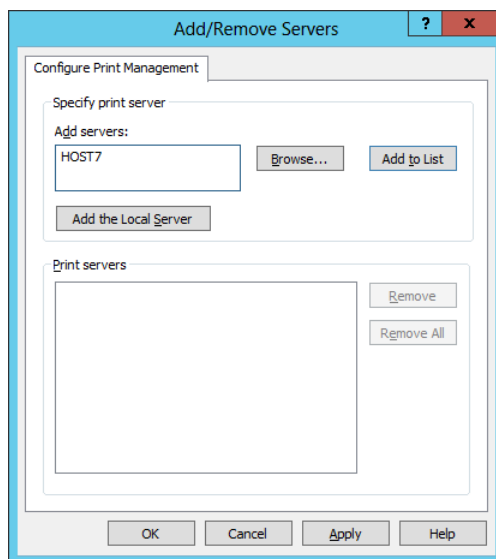 Add/Remove Servers
? x
Configure Print Management
Specify print server
Add servers:
HOST7
Browse...
Add to List
Add the Local Server
Print servers
Remove
Remove All
OK
Cancel
Apply
Help